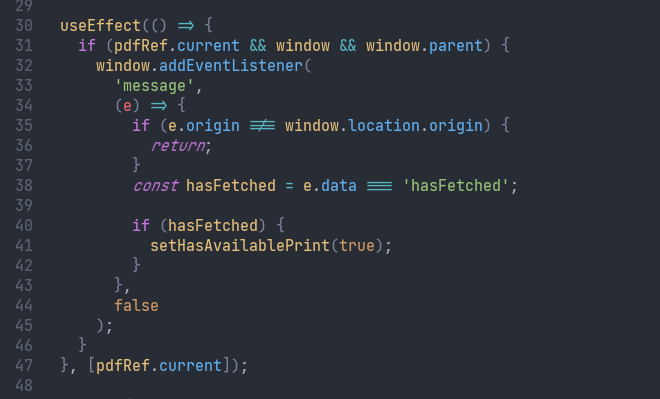 29
30 useEffect(() => {
31 if (pdfRef.current && window && window.parent) {
32 window.addEventListener(
33 'message',
34 (e) => {
35 if (e.origin !== window.location.origin) {
36 return;
37 }
38 const hasFetched = e.data === 'hasFetched';
39
40 if (hasFetched) {
41 setHasAvailablePrint(true);
42 }
43 },
44 false
45 );
46 }
47 }, [pdfRef.current]);
48